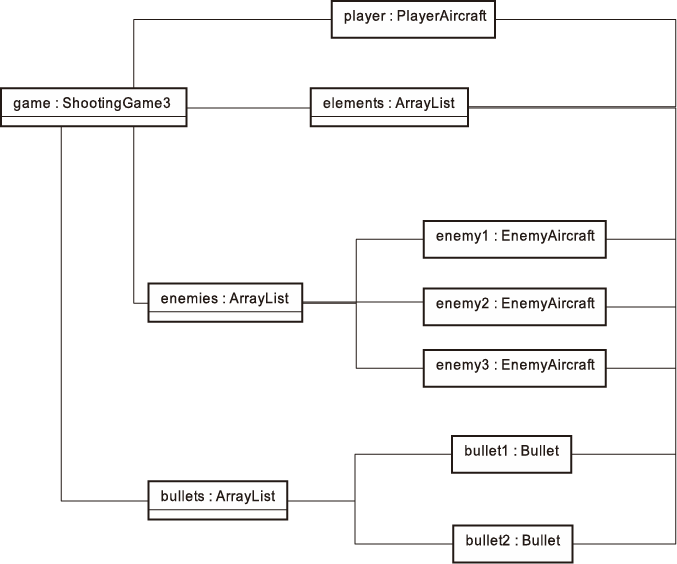 player : PlayerAircraft
game : ShootingGame3
elements : ArrayList
enemy1 : EnemyAircraft
enemies : ArrayList
enemy2 : EnemyAircraft
enemy3 : EnemyAircraft
bullet1 : Bullet
bullets : ArrayList
bullet2 : Bullet